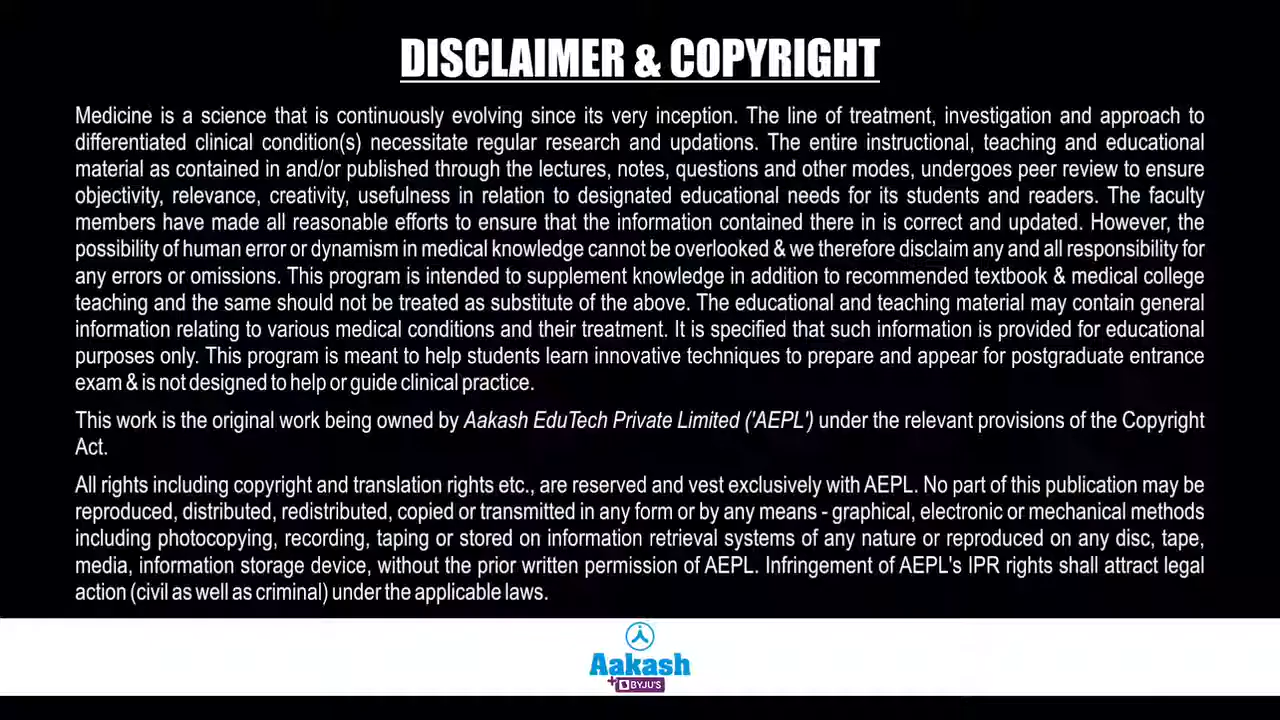 DISCLAIMER & COPYRIGHT
Medicine is a science that is continuously evolving since its very inception. The line of treatment, investigation and approach to
differentiated clinical condition(s) necessitate regular research and updations. The entire instructional, teaching and educational
material as contained in and/or published through the lectures, notes, questions and other modes, undergoes peer review to ensure
objectivity, relevance, creativity, usefulness in relation to designated educational needs for its students and readers. The faculty
members have made all reasonable efforts to ensure that the information contained there in is correct and updated. However, the
possibility of human error or dynamism in medical knowledge cannot be overlooked & we therefore disclaim any and all responsibility for
any errors or omissions. This program is intended to supplement knowledge in addition to recommended textbook & medical college
teaching and the same should not be treated as substitute of the above. The educational and teaching material may contain general
information relating to various medical conditions and their treatment. It is specified that such information is provided for educational
purposes only. This program is meant to help students learn innovative techniques to prepare and appear for postgraduate entrance
exam & is not designed to help or guide clinical practice.
This work is the original work being owned by Aakash EduTech Private Limited ('AEPL') under the relevant provisions of the Copyright
Act.
All rights including copyright and translation rights etc., are reserved and vest exclusively with AEPL. No part of this publication may be
reproduced, distributed, redistributed, copied or transmitted in any form or by any means - graphical, electronic or mechanical methods
including photocopying, recording, taping or stored on information retrieval systems of any nature or reproduced on any disc, tape,
media, information storage device, without the prior written permission of AEPL. Infringement of AEPL's IPR rights shall attract legal
action (civil as well as criminal) under the applicable laws.
Aakash
+ BYJU'S